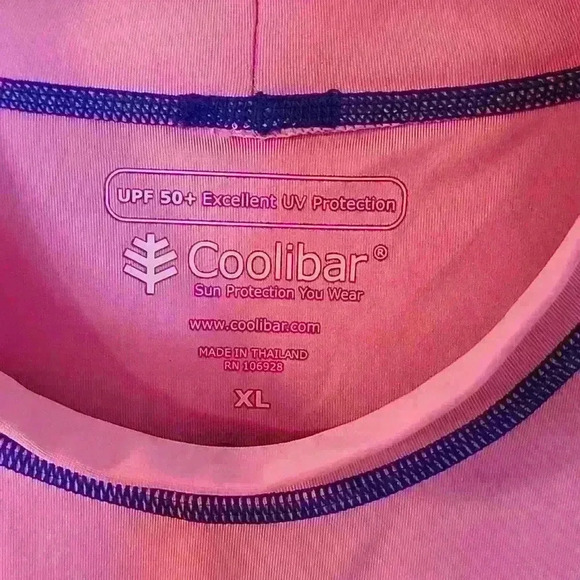 UPF 50+ Excellent UV Protection
Coolibar®
Sun Protection You Wear
www.coolibar.com
MADE IN THAILAND
RN 106928
XL